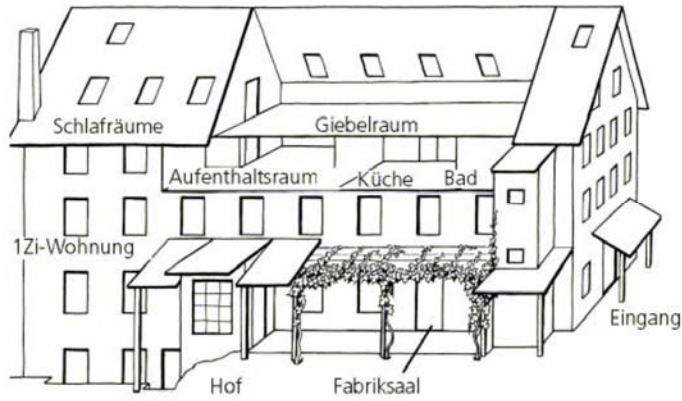 Schlafräume
Giebelraum
Aufenthaltsraum
Küche
Bad
1Zi-Wohnung
Eingang
Hof
Fabriksaal